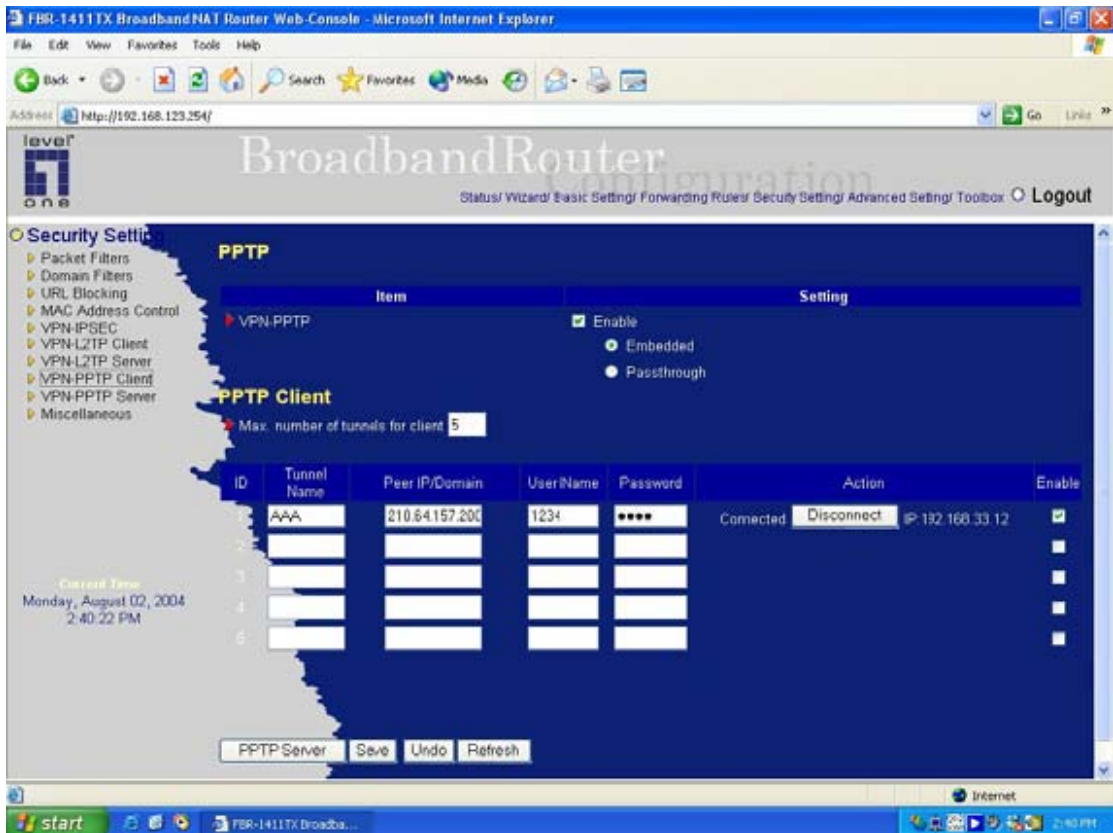 FBR-1411TX Broadband NAT Router Web-Console - Microsoft Internet Explorer
File Edit View Favorites Tools Help
Back Search Favorites Media
Address http://192.168.123.254/ Go Links »
level one
BroadbandRouter
Configuration
Status/ Wizard/ Basic Setting/ Forwarding Rules/ Security Setting/ Advanced Setting/ Toolbox Logout
Security Setting
Packet Filters
Domain Filters
URL Blocking
MAC Address Control
VPN-IPSEC
VPN-L2TP Client
VPN-L2TP Server
VPN-PPTP Client
VPN-PPTP Server
Miscellaneous
Current Time
Monday, August 02, 2004
2:40:22 PM
PPTP
Item Setting
VPN-PPTP Enable
Embedded
Passthrough
PPTP Client
Max. number of tunnels for client 5
ID Tunnel Name Peer IP/Domain User Name Password Action Enable
1 AAA 210.64.157.200 1234 •••• Connected Disconnect IP:192.168.33.12
2
3
4
5
PPTP Server Save Undo Refresh
Internet
start FBR-1411TX Broadba... 2:40 PM